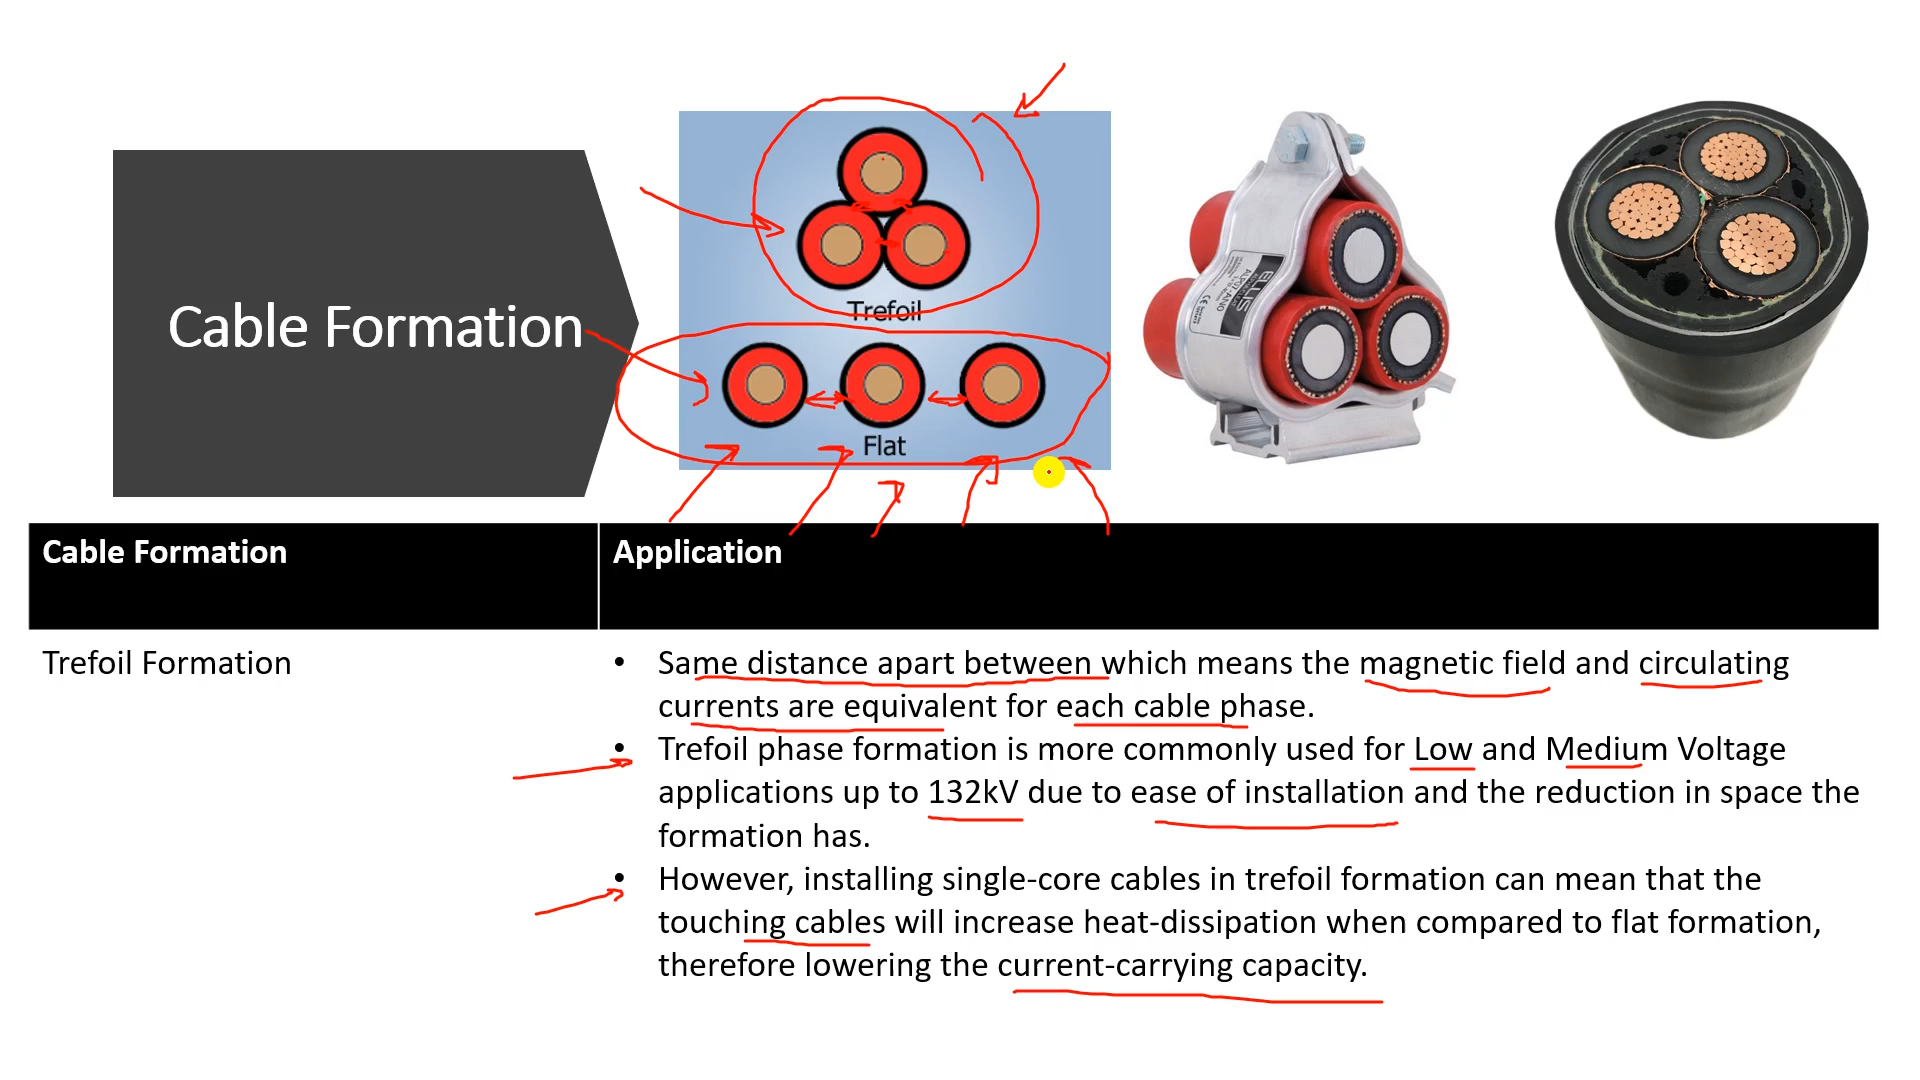 Trefoil
Cable Formation
Flat
ELLIS
Cable Formation
Application
Trefoil Formation
• Same distance apart between which means the magnetic field and circulating
currents are equivalent for each cable phase.
• Trefoil phase formation is more commonly used for Low and Medium Voltage
applications up to 132kV due to ease of installation and the reduction in space the
formation has.
• However, installing single-core cables in trefoil formation can mean that the
touching cables will increase heat-dissipation when compared to flat formation,
therefore lowering the current-carrying capacity.